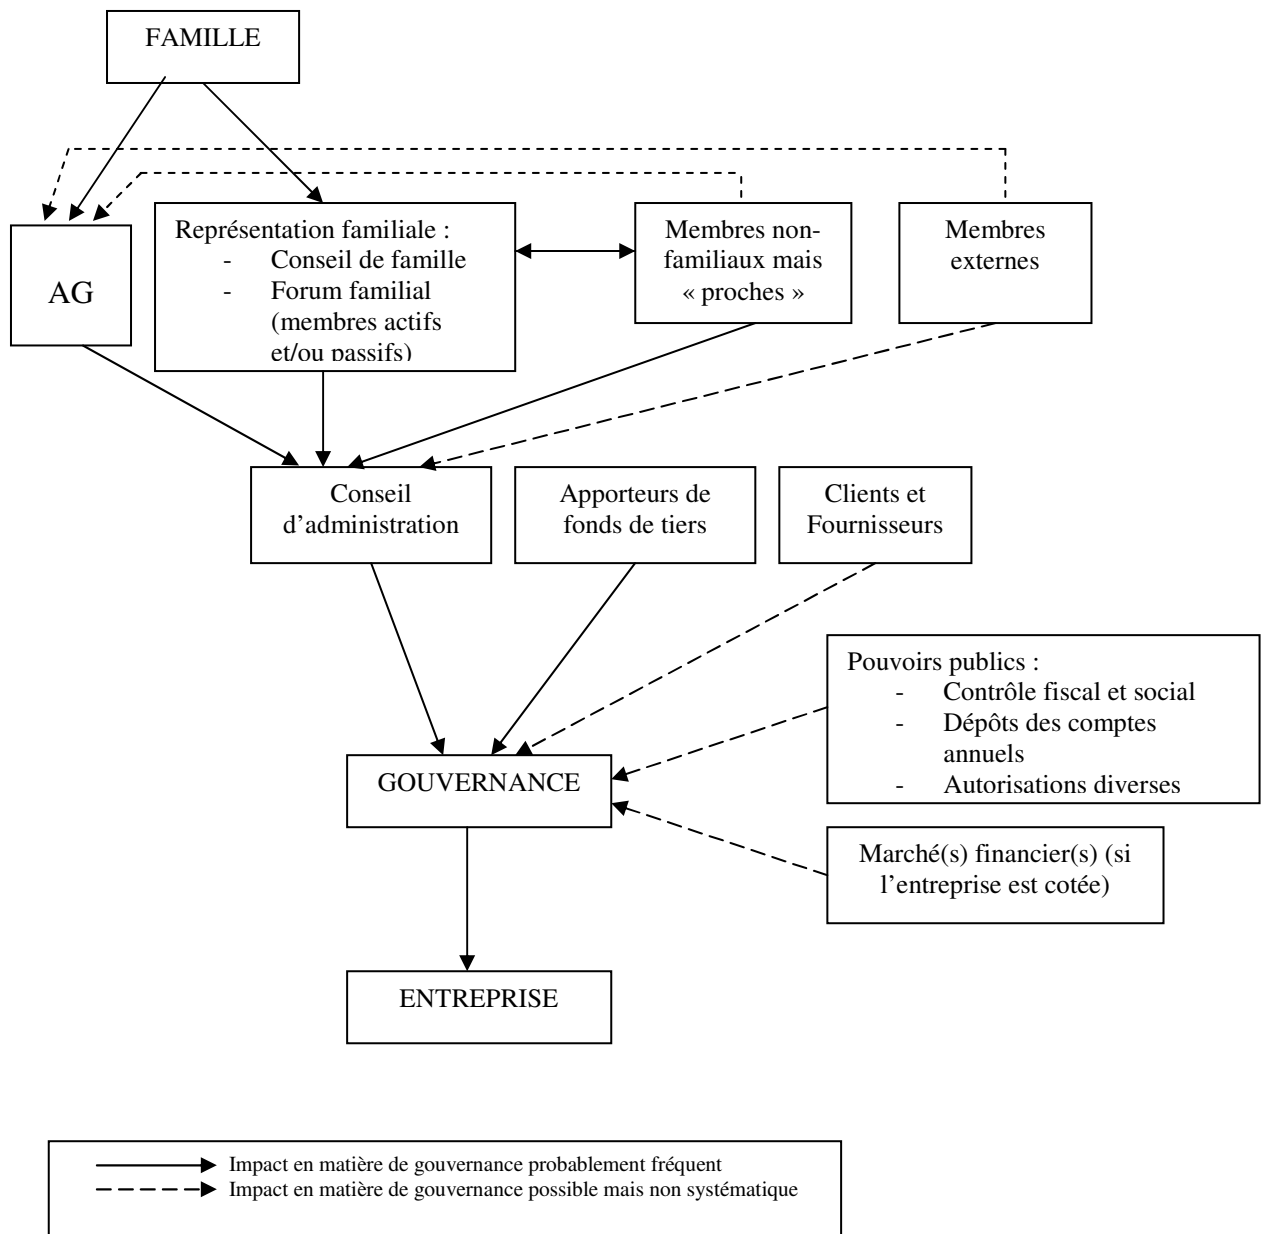 FAMILLE
Représentation familiale :
- Conseil de famille
- Forum familial
(membres actifs
et/ou passifs)
Membres non-
familiaux mais
« proches »
Membres
externes
AG
Conseil
d’administration
Apporteurs de
fonds de tiers
Clients et
Fournisseurs
Pouvoirs publics :
- Contrôle fiscal et social
- Dépôts des comptes
annuels
- Autorisations diverses
GOUVERNANCE
Marché(s) financier(s) (si
l’entreprise est cotée)
ENTREPRISE
Impact en matière de gouvernance probablement fréquent
Impact en matière de gouvernance possible mais non systématique